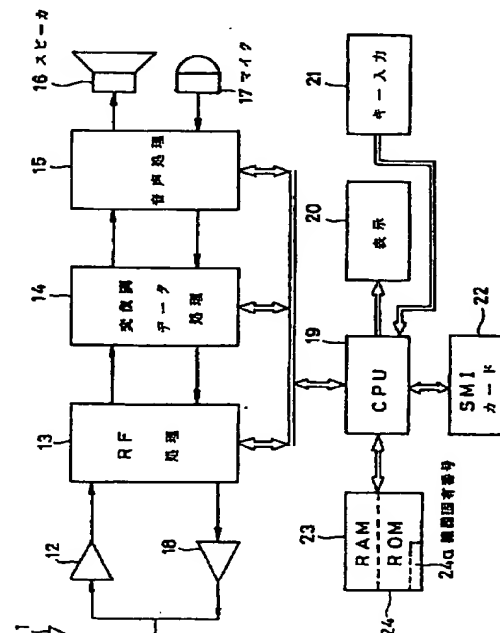 16 スピーカ
17 マイク
15
音声処理
14
変復調
データ
処理
13
RF
処理
12
18
1
21
キー入力
20
表示
19
CPU
22
SMI
カード
23
RAM
ROM
24a 機器固有番号
24